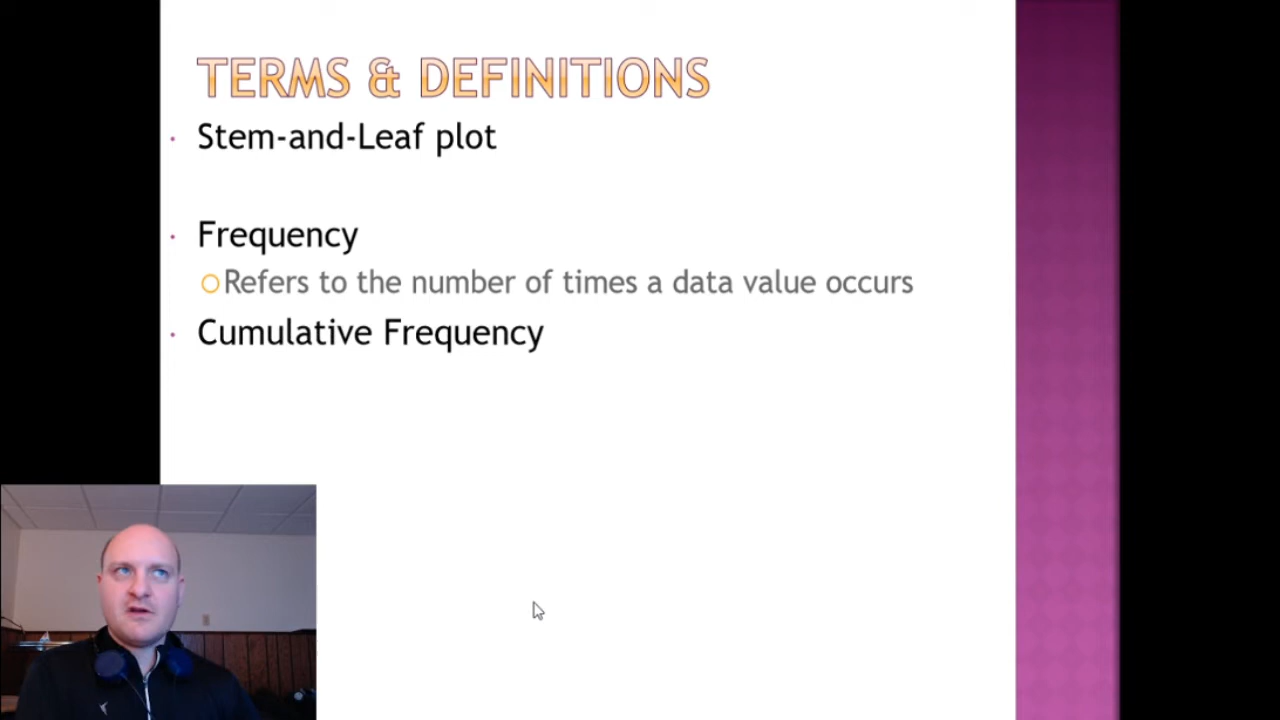 TERMS & DEFINITIONS
Stem-and-Leaf plot
Frequency
Refers to the number of times a data value occurs
Cumulative Frequency